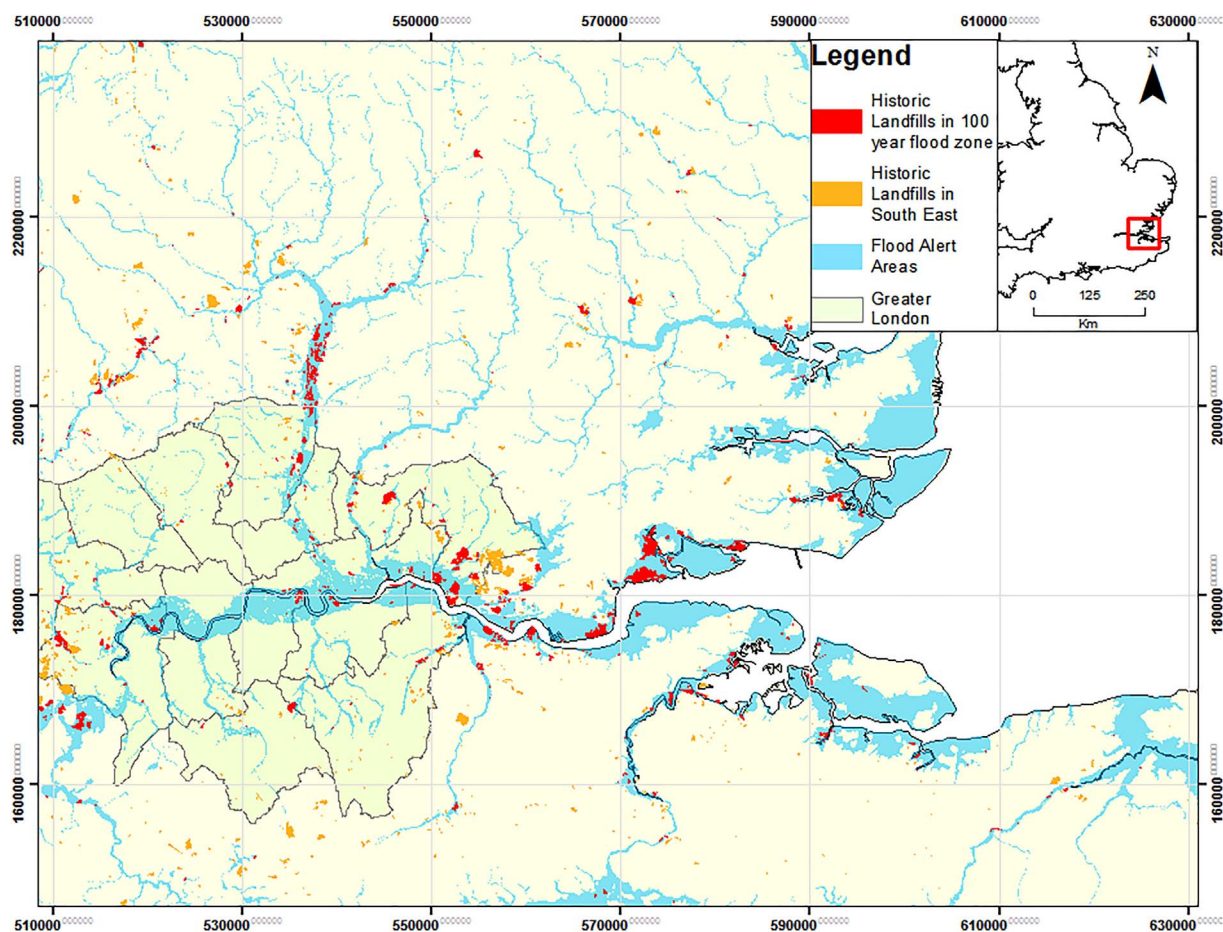 510000 530000 550000 570000 590000 610000 630000
Legend
Historic
Landfills in 100
year flood zone
Historic
Landfills in
South East
Flood Alert
Areas
Greater
London
N
0 125 250
Km
220000
200000
180000
160000
220000
200000
180000
160000
510000 530000 550000 570000 590000 610000 630000